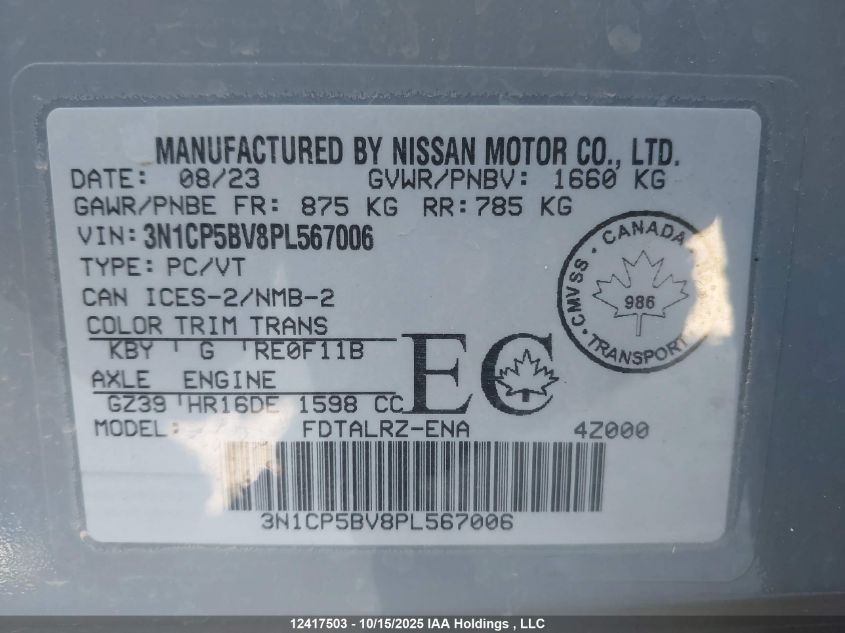 MANUFACTURED BY NISSAN MOTOR CO., LTD.
DATE: 08/23 GVWR/PNBV: 1660 KG
GAWR/PNBE FR: 875 KG RR: 785 KG
VIN: 3N1CP5BV8PL567006
TYPE: PC/VT
CAN ICES-2/NMB-2
CANADA
CMVSS
986
TRANSPORT
COLOR TRIM TRANS
KBY G RE0F11B
AXLE ENGINE
GZ39 HR16DE 1598 CC
EC
MODEL: FDTALRZ-ENA 4Z000
3N1CP5BV8PL567006
12417503 - 10/15/2025 IAA Holdings , LLC